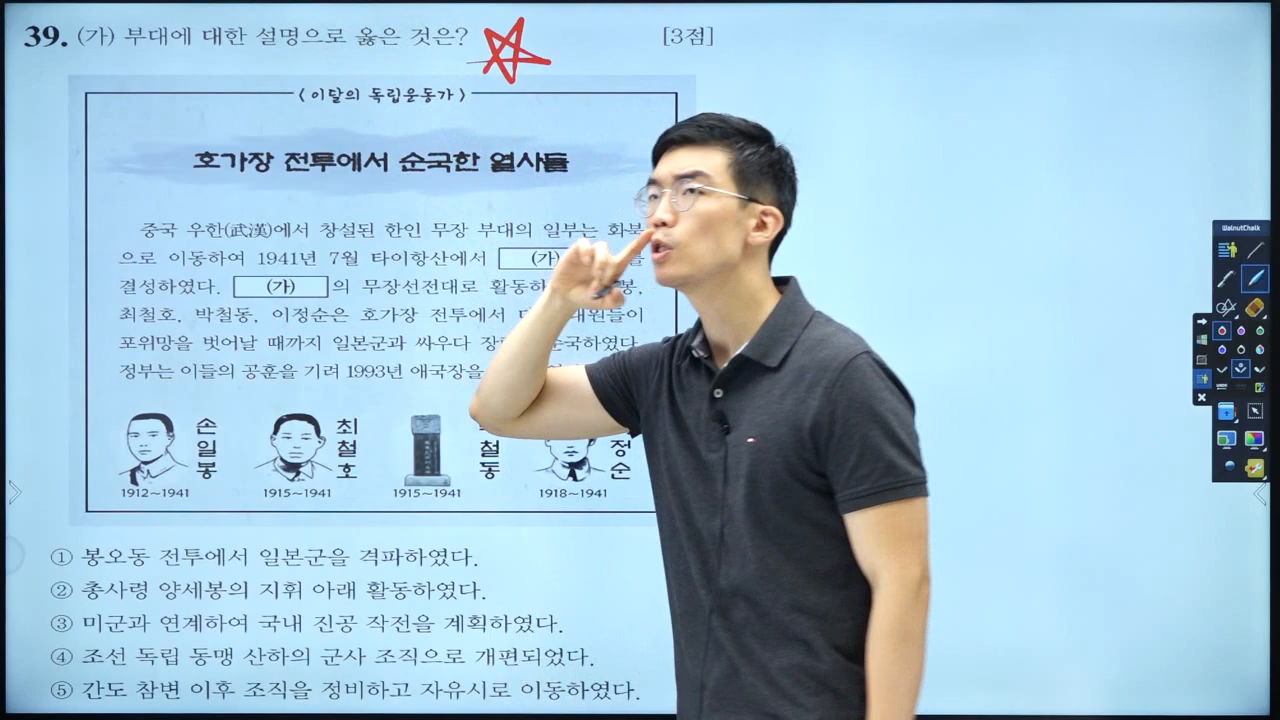 39. (가) 부대에 대한 설명으로 옳은 것은? [3점]
< 이달의 독립운동가 >
호가장 전투에서 순국한 열사들
중국 우한(武漢)에서 창설된 한인 무장 부대의 일부는 화북
으로 이동하여 1941년 7월 타이항산에서 (가)
결성하였다. (가) 의 무장선전대로 활동하
최철호, 박철동, 이정순은 호가장 전투에서
포위망을 벗어날 때까지 일본군과 싸우다
정부는 이들의 공훈을 기려 1993년 애국장을
손일봉
1912~1941
최철호
1915~1941
철동
1915~1941
정순
1918~1941
① 봉오동 전투에서 일본군을 격파하였다.
② 총사령 양세봉의 지휘 아래 활동하였다.
③ 미군과 연계하여 국내 진공 작전을 계획하였다.
④ 조선 독립 동맹 산하의 군사 조직으로 개편되었다.
⑤ 간도 참변 이후 조직을 정비하고 자유시로 이동하였다.
WalnutChalk